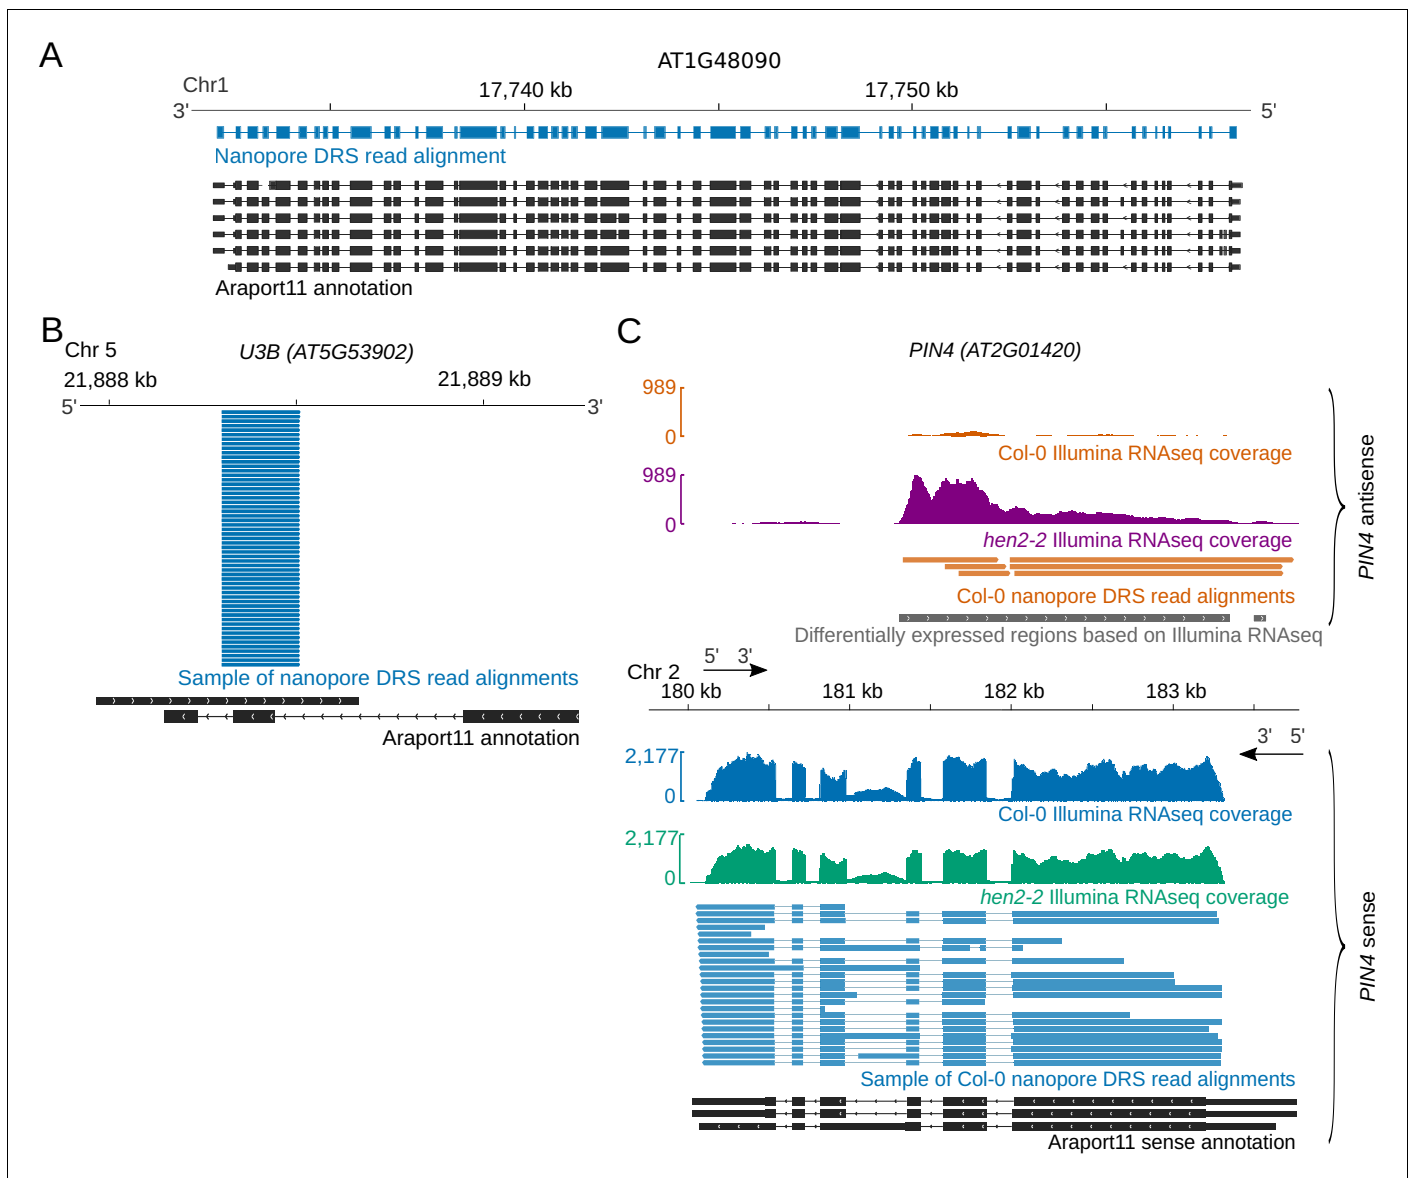 A
AT1G48090
Chr1
17,740 kb
17,750 kb
3'
5'
Nanopore DRS read alignment
Araport11 annotation
B
Chr 5
U3B (AT5G53902)
21,888 kb
21,889 kb
5'
3'
Sample of nanopore DRS read alignments
Araport11 annotation
C
PIN4 (AT2G01420)
989
0
Col-0 Illumina RNAseq coverage
989
0
hen2-2 Illumina RNAseq coverage
Col-0 nanopore DRS read alignments
Differentially expressed regions based on Illumina RNAseq
PIN4 antisense
5' 3'
Chr 2
180 kb
181 kb
182 kb
183 kb
3' 5'
2,177
0
Col-0 Illumina RNAseq coverage
2,177
0
hen2-2 Illumina RNAseq coverage
Sample of Col-0 nanopore DRS read alignments
Araport11 sense annotation
PIN4 sense